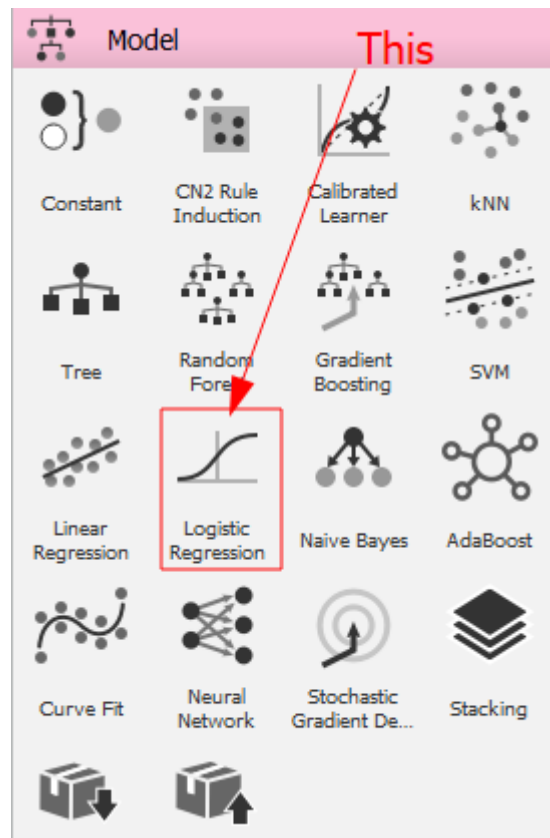 Model
This
Constant
CN2 Rule
Induction
Calibrated
Learner
kNN
Tree
Random
Fore
Gradient
Boosting
SVM
Linear
Regression
Logistic
Regression
Naive Bayes
AdaBoost
Curve Fit
Neural
Network
Stochastic
Gradient De...
Stacking